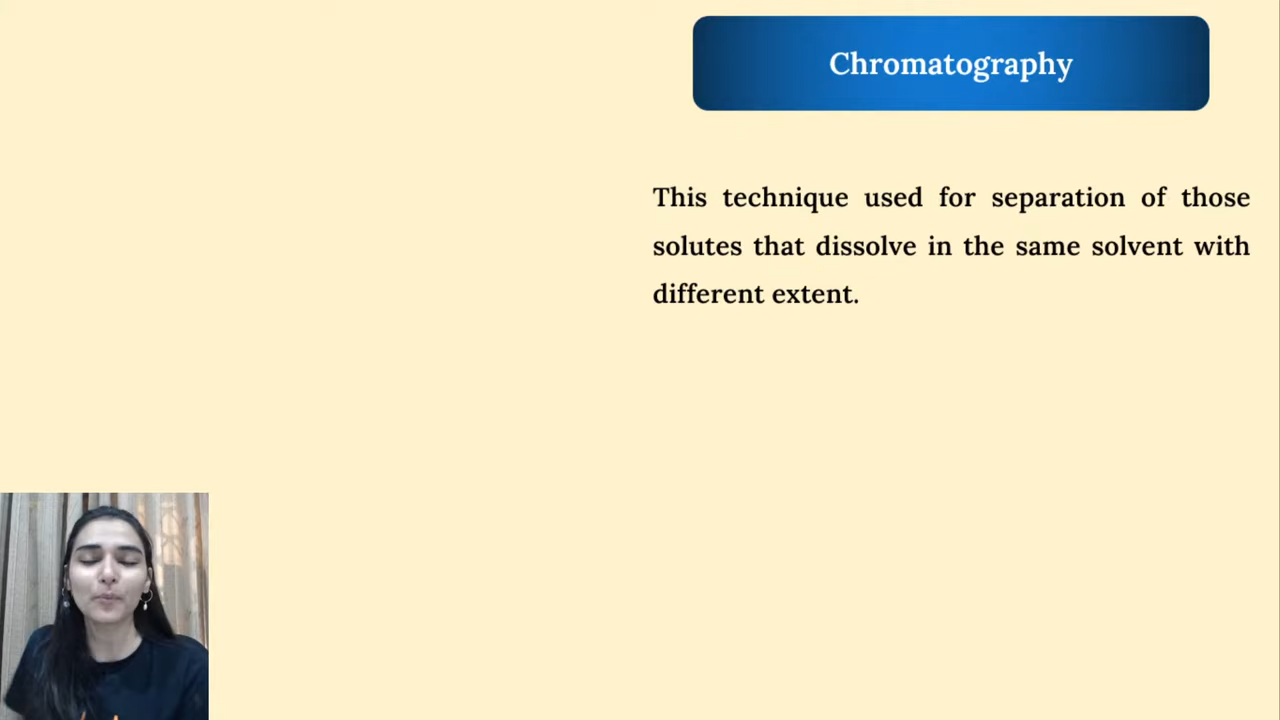 Chromatography
This technique used for separation of those
solutes that dissolve in the same solvent with
different extent.